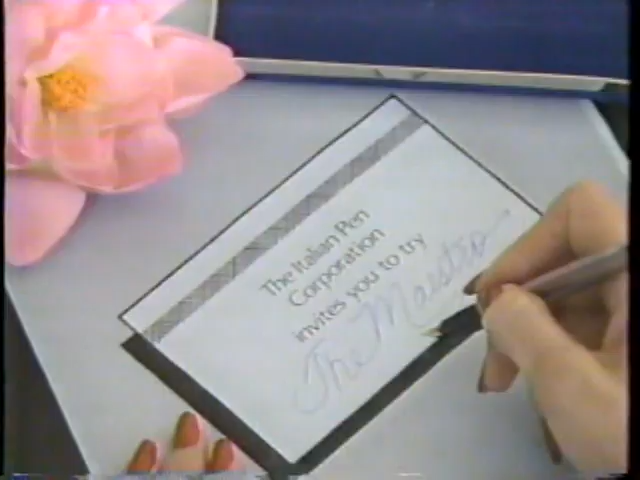 The Italian Pen
Corporation
invites you to try
The Maestro